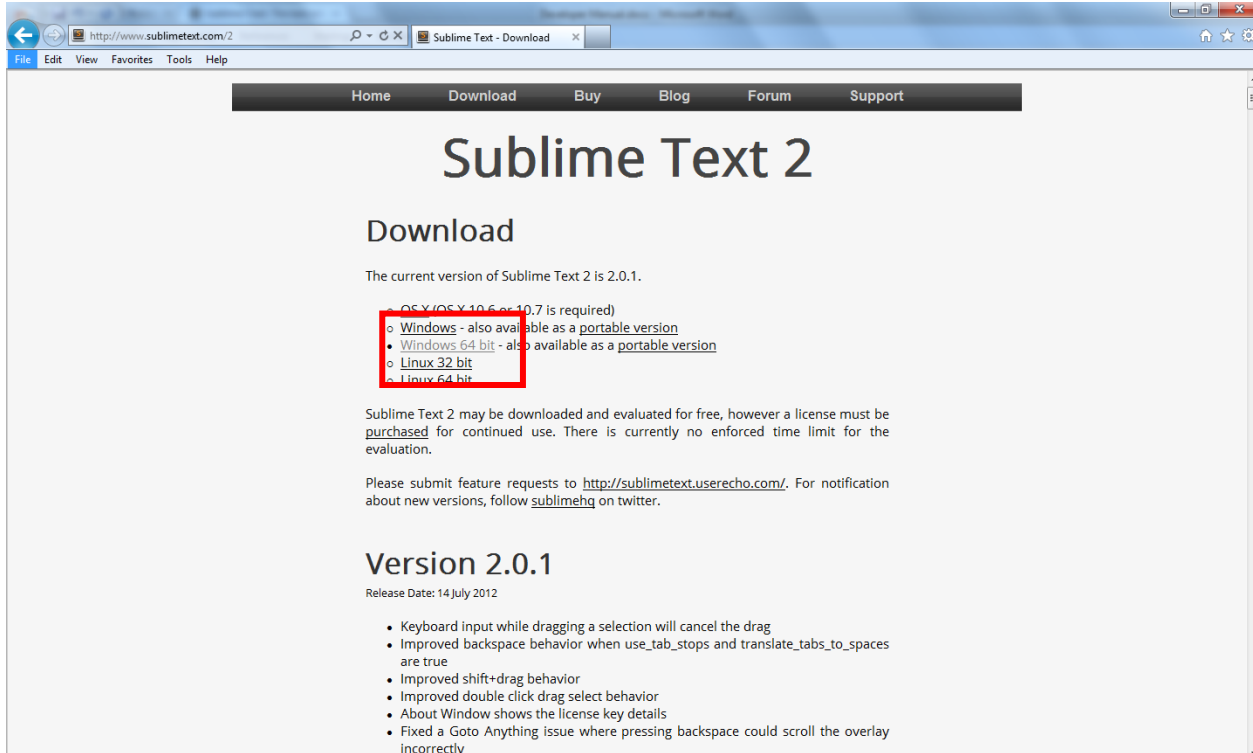 http://www.sublimetext.com/2
Sublime Text - Download
File Edit View Favorites Tools Help
Home Download Buy Blog Forum Support
Sublime Text 2
Download
The current version of Sublime Text 2 is 2.0.1.
OS X (OS X 10.6 or 10.7 is required)
Windows - also available as a portable version
Windows 64 bit - also available as a portable version
Linux 32 bit
Linux 64 bit
Sublime Text 2 may be downloaded and evaluated for free, however a license must be
purchased for continued use. There is currently no enforced time limit for the
evaluation.
Please submit feature requests to http://sublimetext.userecho.com/. For notification
about new versions, follow sublimehq on twitter.
Version 2.0.1
Release Date: 14 July 2012
Keyboard input while dragging a selection will cancel the drag
Improved backspace behavior when use_tab_stops and translate_tabs_to_spaces
are true
Improved shift+drag behavior
Improved double click drag select behavior
About Window shows the license key details
Fixed a Goto Anything issue where pressing backspace could scroll the overlay
incorrectly